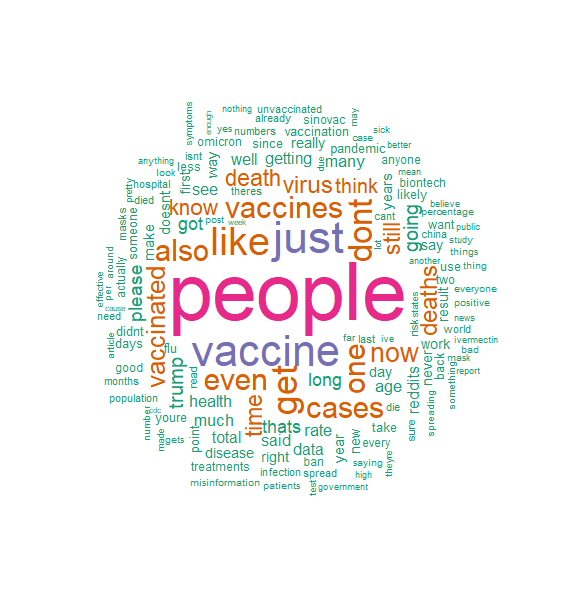 nothing unvaccinated
symptoms enough already sinovac may
yes numbers vaccination case sick
omicron since really pandemic better
isnt less way well getting due many anyone
anything look first see theres death virus think years biontech mean
pretty hospital died know vaccines likely
masks someone doesnt got post week dont cant believe
percentage
like just lot still going want public
make also china say study
around actually things
effective per please another use thing
people everyone
vaccinated deaths result two
need cause risk states positive
didnt vaccine far last ive news
article days flu one now work world ivermectin
good trump read even long day never back mask bad
months get age reddits something report
population health cases die
cdc time much thats take sure spreading
number youre point said rate year new every
made gets total
disease right data saying theyre
treatments infection ban spread high
misinformation patients test government